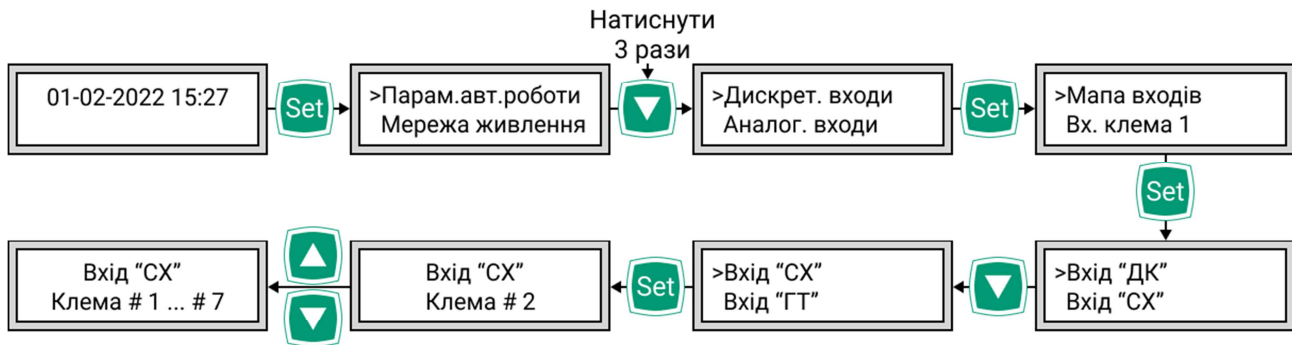 Натиснути
3 рази
01-02-2022 15:27
Set
>Парам.авт.роботи
Мережа живлення
>Дискрет. входи
Аналог. входи
Set
>Мапа входів
Вх. клема 1
Set
>Вхід “ДК”
Вхід “СХ”
>Вхід “СХ”
Вхід “ГТ”
Set
Вхід “СХ”
Клема # 2
Вхід “СХ”
Клема # 1 ... # 7